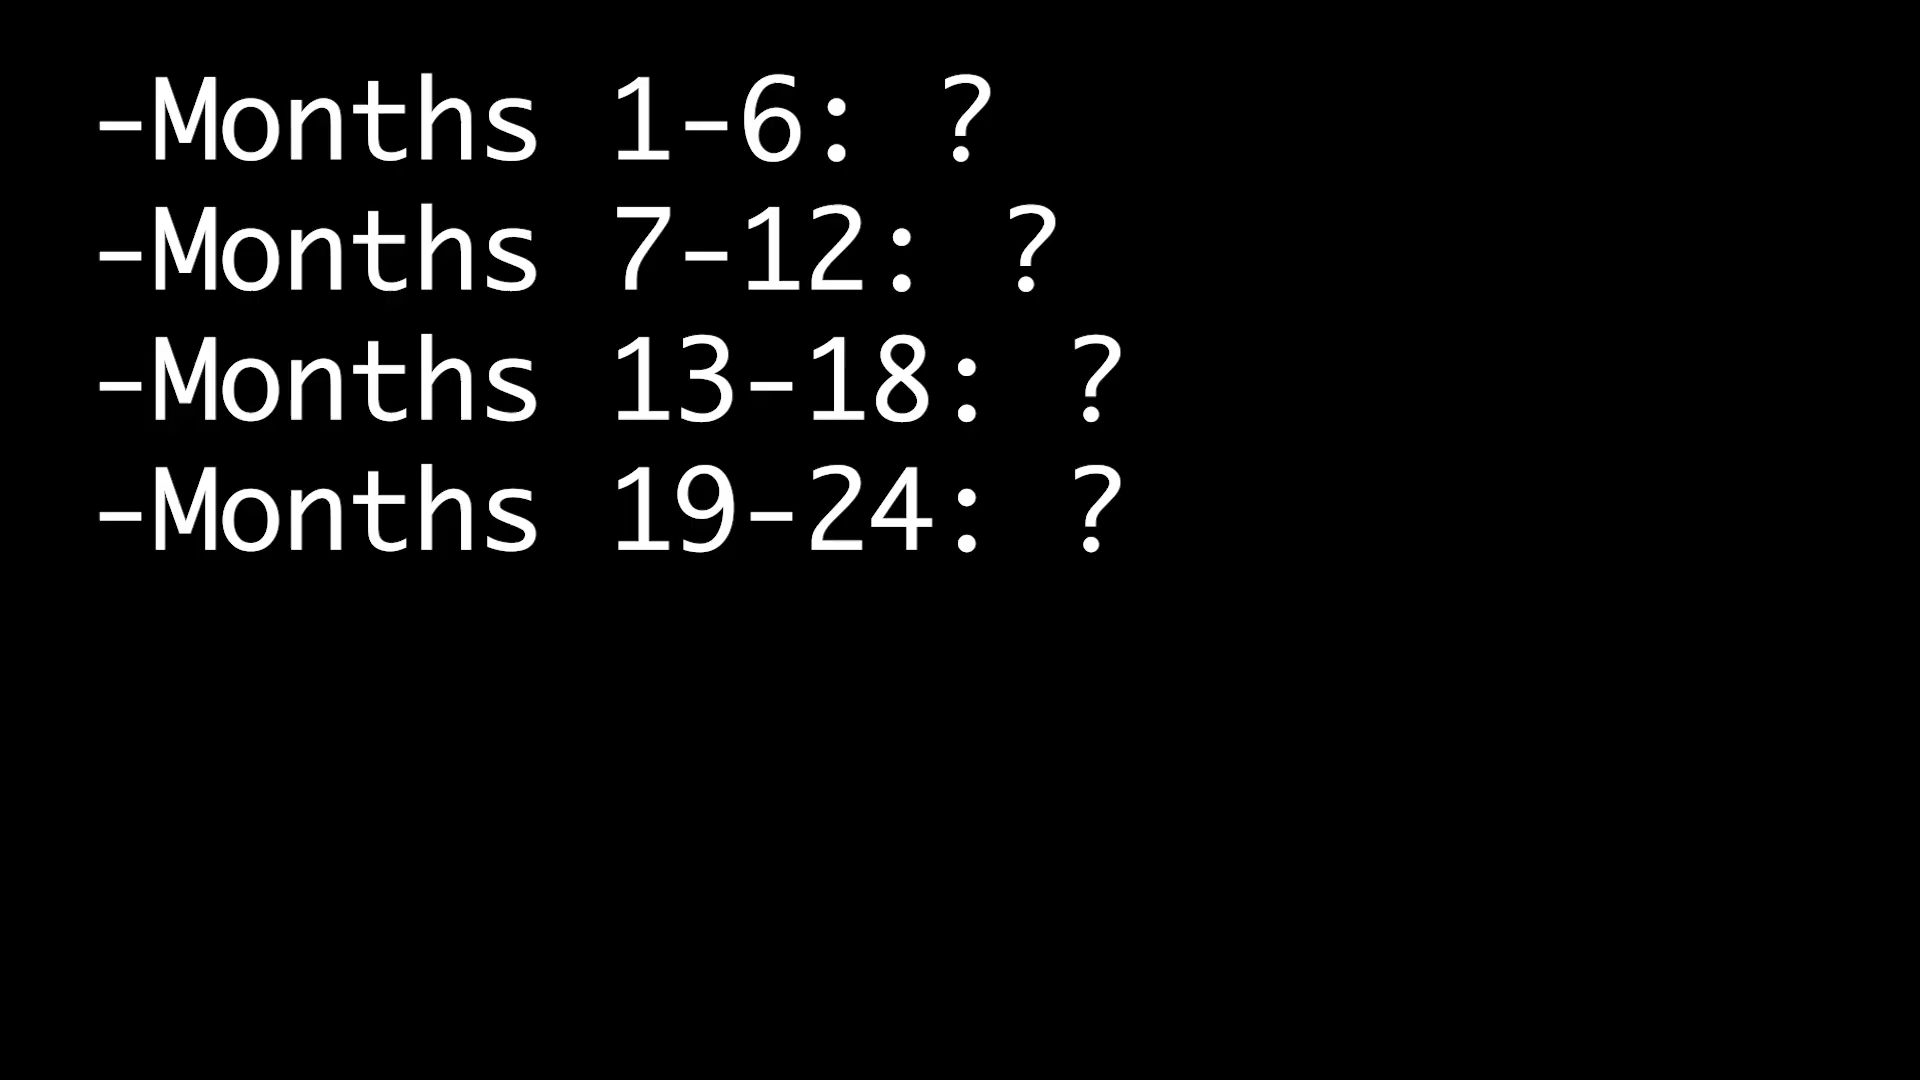 -Months 1-6: ?
-Months 7-12: ?
-Months 13-18: ?
-Months 19-24: ?